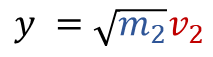 y = √m₂v₂